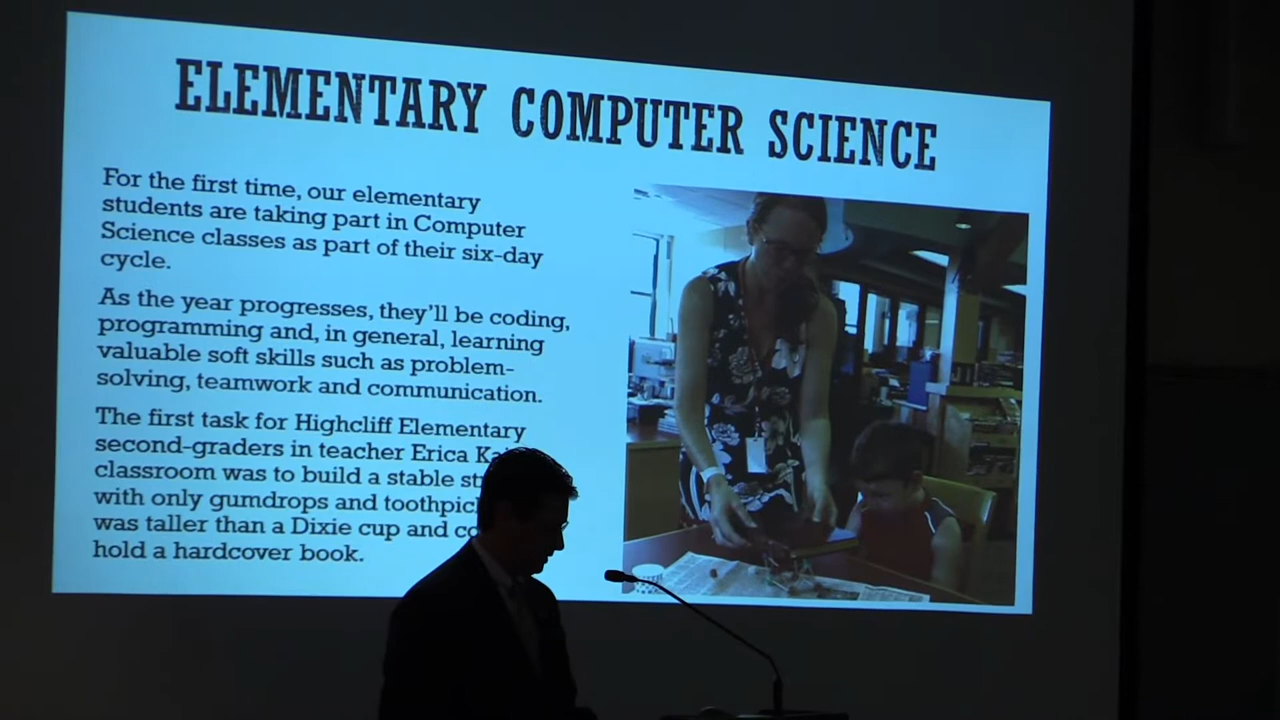 ELEMENTARY COMPUTER SCIENCE
For the first time, our elementary
students are taking part in Computer
Science classes as part of their six-day
cycle.
As the year progresses, they'll be coding,
programming and, in general, learning
valuable soft skills such as problem-
solving, teamwork and communication.
The first task for Highcliff Elementary
second-graders in teacher Erica
classroom was to build a stable
with only gumdrops and
was taller than a Dixie cup and
hold a hardcover book.